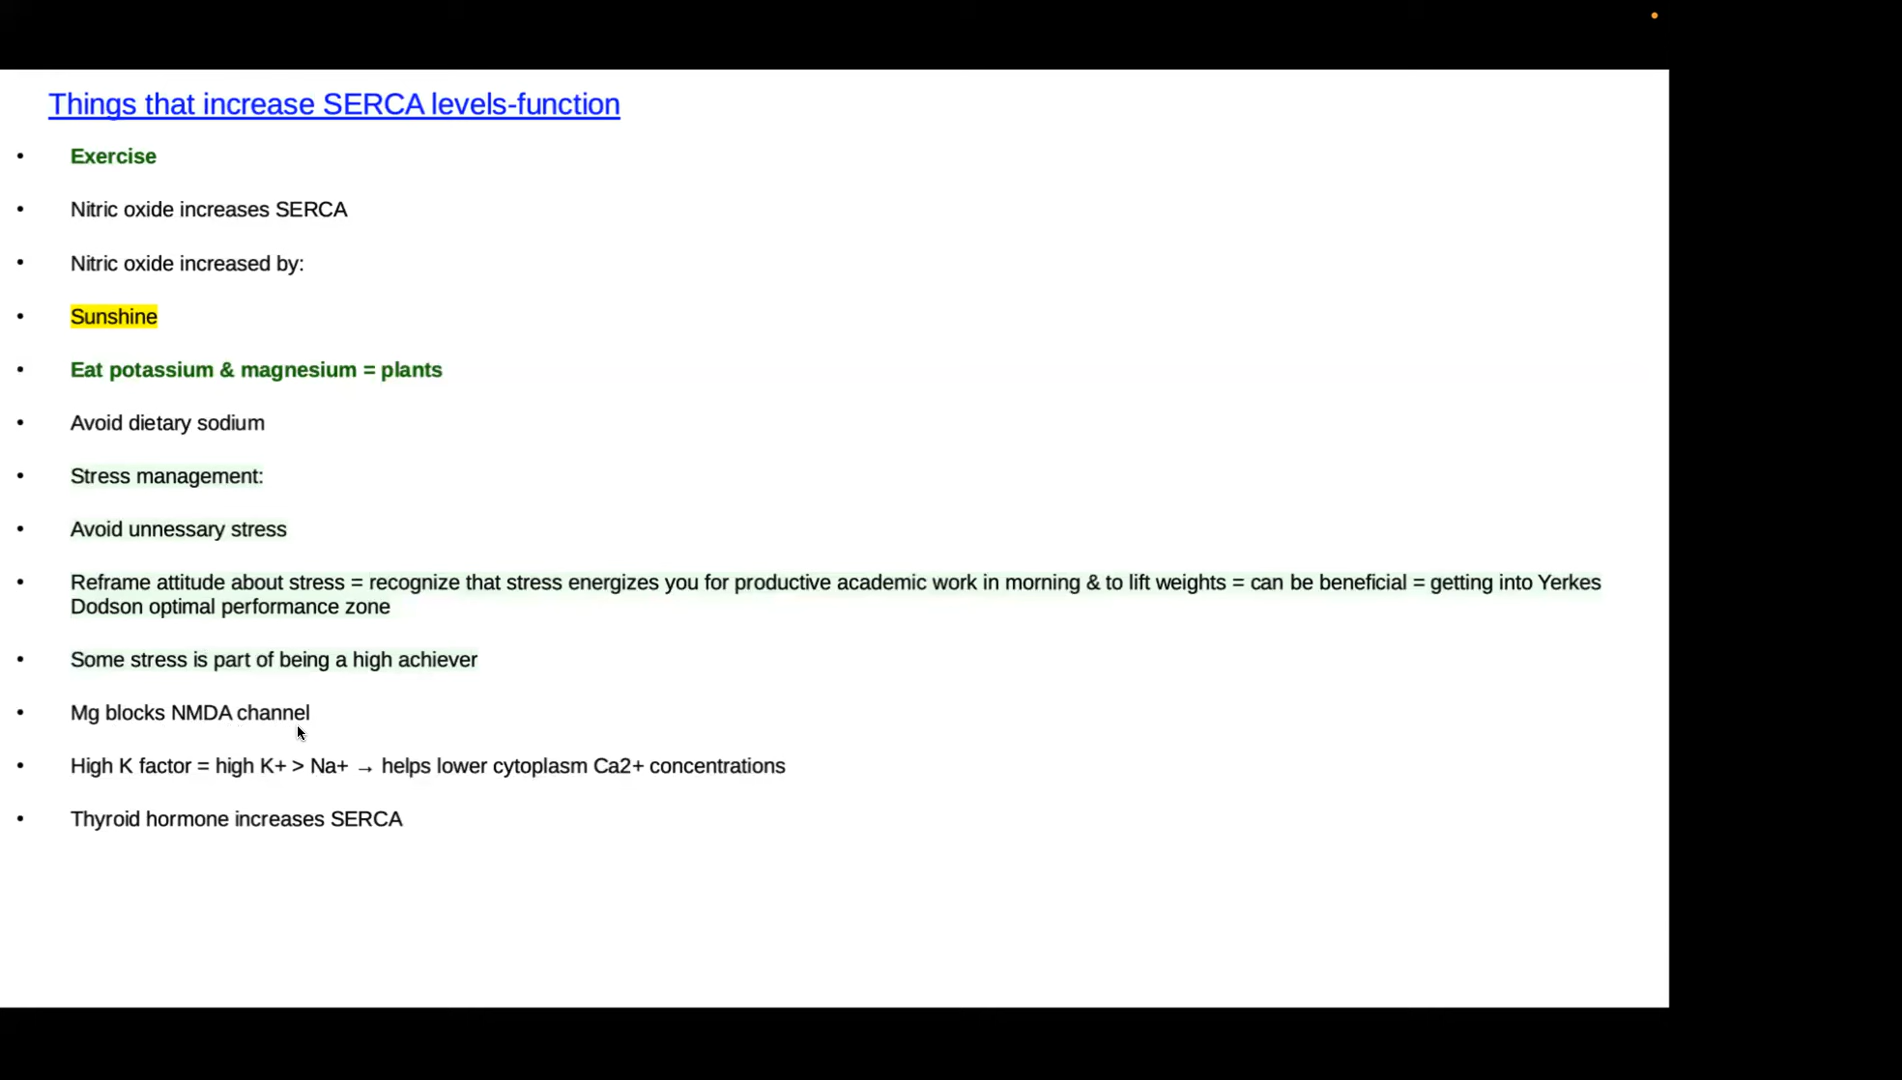 Things that increase SERCA levels-function
• Exercise
• Nitric oxide increases SERCA
• Nitric oxide increased by:
• Sunshine
• Eat potassium & magnesium = plants
• Avoid dietary sodium
• Stress management:
• Avoid unnessary stress
• Reframe attitude about stress = recognize that stress energizes you for productive academic work in morning & to lift weights = can be beneficial = getting into Yerkes
Dodson optimal performance zone
• Some stress is part of being a high achiever
• Mg blocks NMDA channel
• High K factor = high K+ > Na+ → helps lower cytoplasm Ca2+ concentrations
• Thyroid hormone increases SERCA